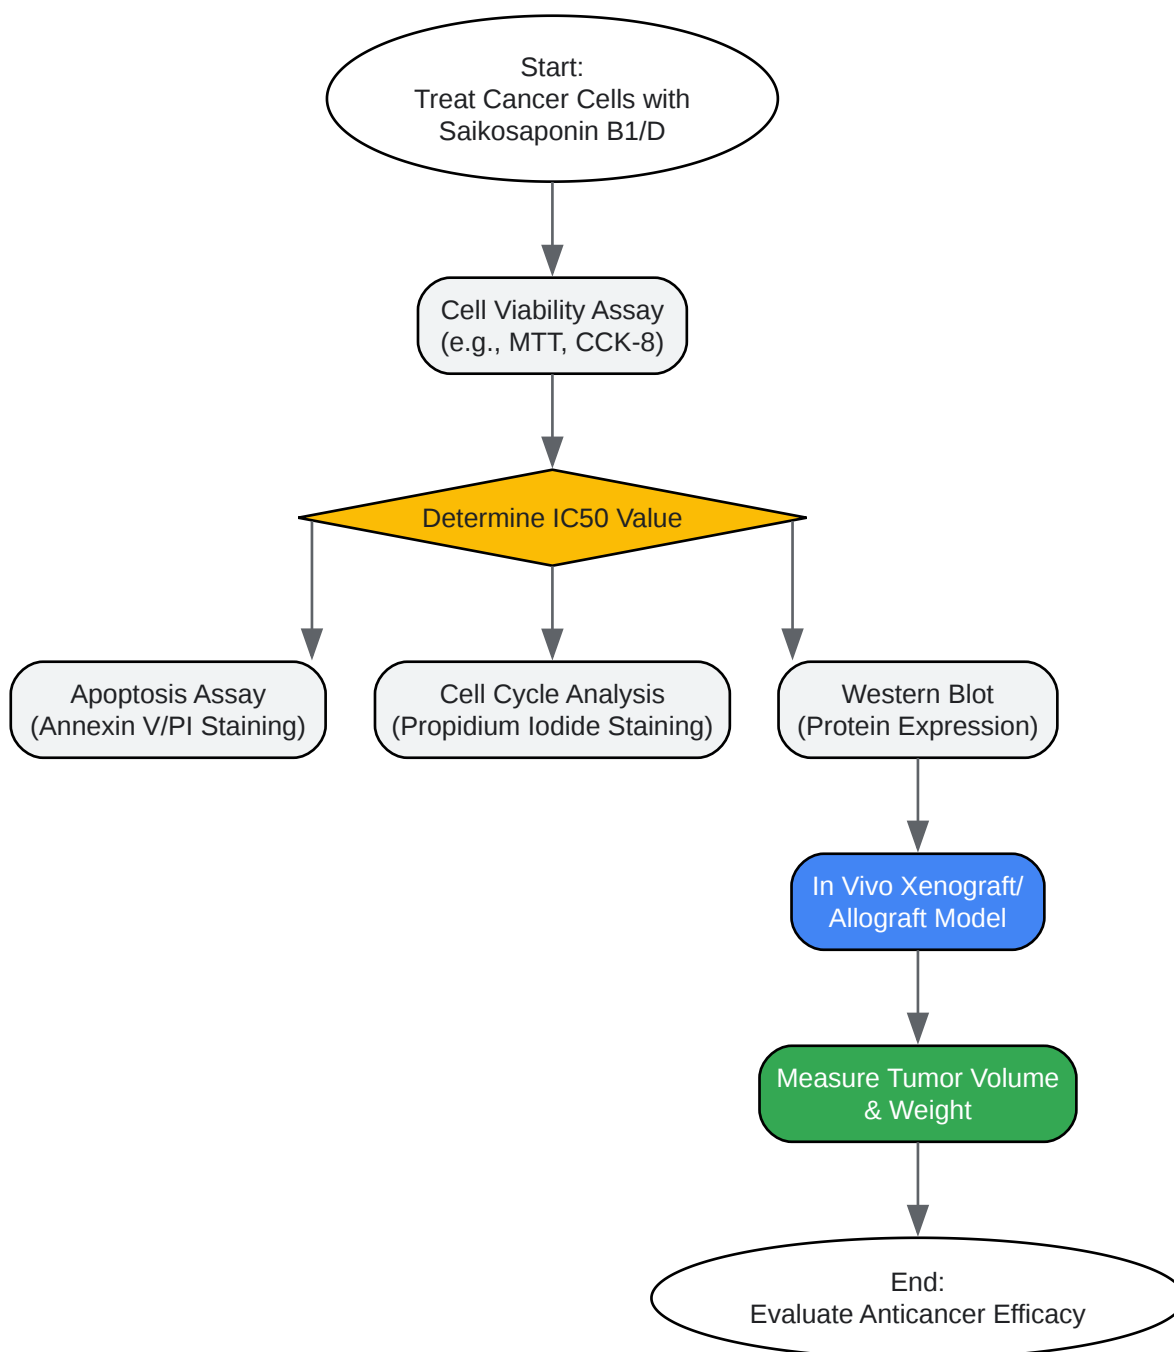 Start:
Treat Cancer Cells with
Saikosaponin B1/D
Cell Viability Assay
(e.g., MTT, CCK-8)
Determine IC50 Value
Apoptosis Assay
(Annexin V/PI Staining)
Cell Cycle Analysis
(Propidium Iodide Staining)
Western Blot
(Protein Expression)
In Vivo Xenograft/
Allograft Model
Measure Tumor Volume
& Weight
End:
Evaluate Anticancer Efficacy